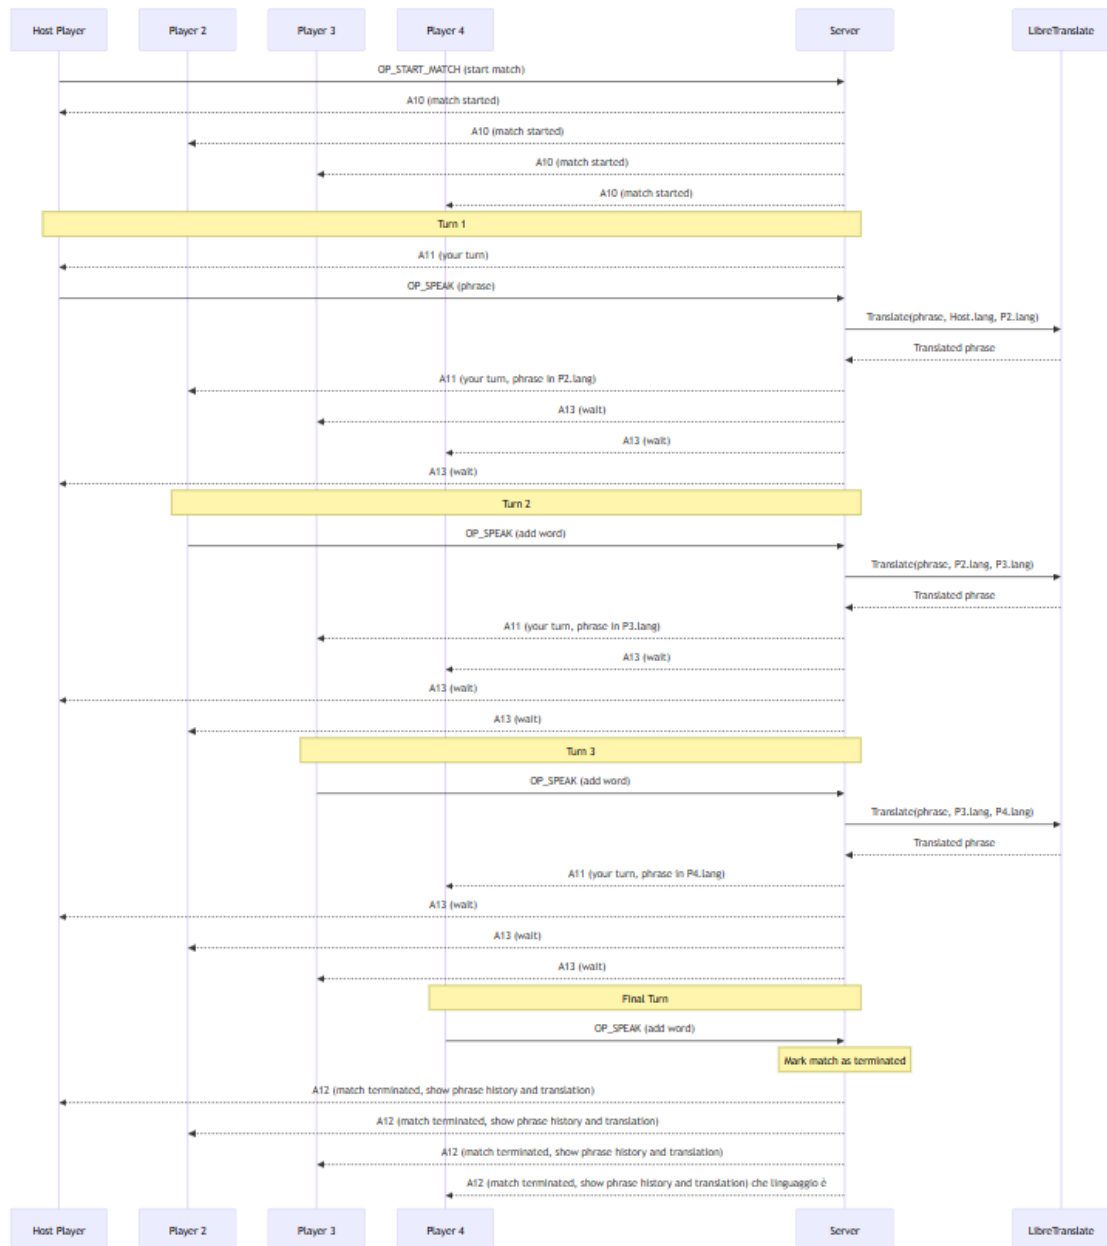 Host Player
Player 2
Player 3
Player 4
Server
LibreTranslate
OP_START_MATCH (start match)
A10 (match started)
A10 (match started)
A10 (match started)
A10 (match started)
Turn 1
A11 (your turn)
OP_SPEAK (phrase)
Translate(phrase, Host.lang, P2.lang)
Translated phrase
A11 (your turn, phrase in P2.lang)
A13 (wait)
A13 (wait)
A13 (wait)
Turn 2
OP_SPEAK (add word)
Translate(phrase, P2.lang, P3.lang)
Translated phrase
A11 (your turn, phrase in P3.lang)
A13 (wait)
A13 (wait)
A13 (wait)
Turn 3
OP_SPEAK (add word)
Translate(phrase, P3.lang, P4.lang)
Translated phrase
A11 (your turn, phrase in P4.lang)
A13 (wait)
A13 (wait)
A13 (wait)
Final Turn
OP_SPEAK (add word)
Mark match as terminated
A12 (match terminated, show phrase history and translation)
A12 (match terminated, show phrase history and translation)
A12 (match terminated, show phrase history and translation)
A12 (match terminated, show phrase history and translation) che linguaggio è
Host Player
Player 2
Player 3
Player 4
Server
LibreTranslate